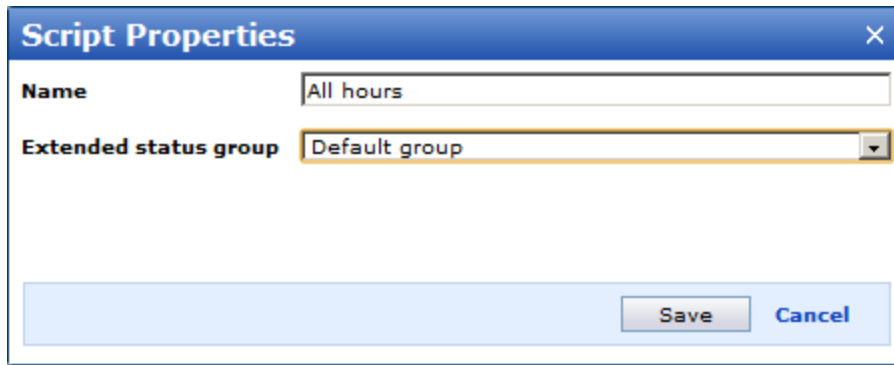 Script Properties
Name All hours
Extended status group Default group
Save Cancel